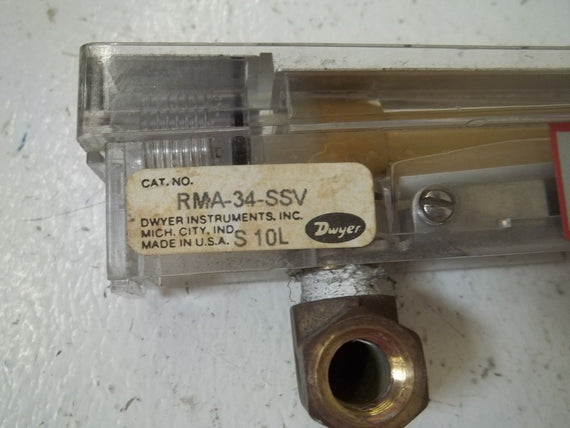 CAT. NO.
RMA-34-SSV
DWYER INSTRUMENTS, INC.
MICH. CITY, IND.
MADE IN U.S.A. S 10L
Dwyer